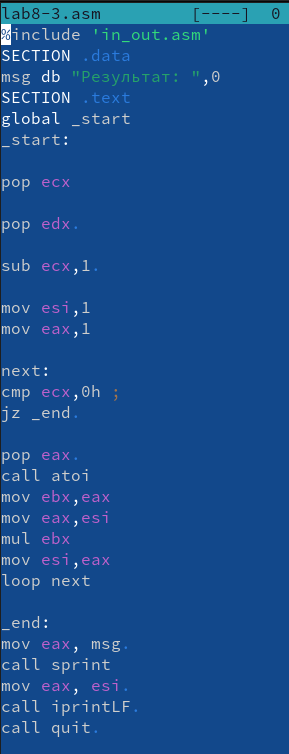 lab8-3.asm [----] 0
%include 'in_out.asm'
SECTION .data
msg db "Результат: ",0
SECTION .text
global _start
_start:
pop ecx
pop edx.
sub ecx,1.
mov esi,1
mov eax,1
next:
cmp ecx,0h ;
jz _end.
pop eax.
call atoi
mov ebx,eax
mov eax,esi
mul ebx
mov esi,eax
loop next
_end:
mov eax, msg.
call sprint
mov eax, esi.
call iprintLF.
call quit.